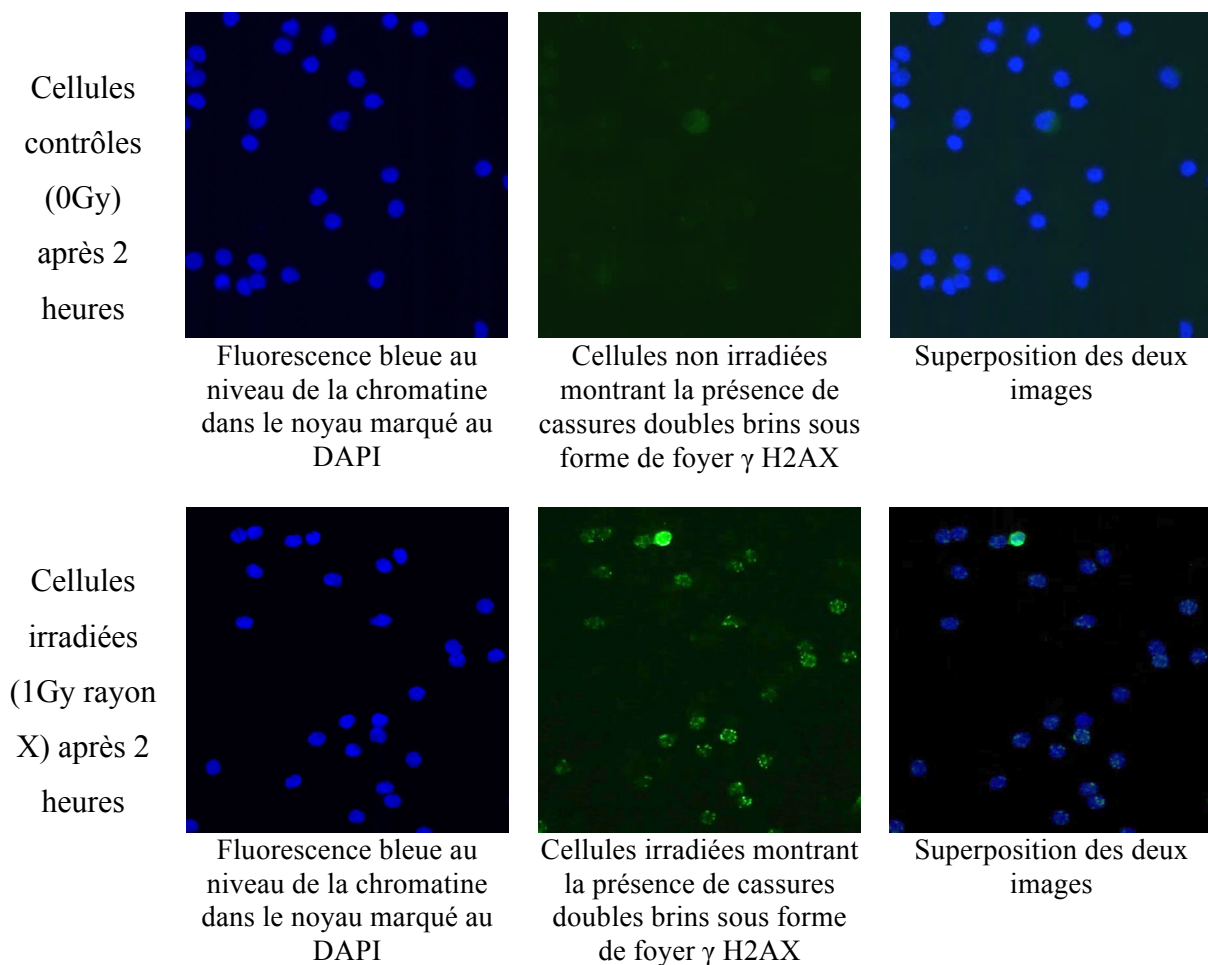 Cellules
contrôles
(0Gy)
après 2
heures
Fluorescence bleue au
niveau de la chromatine
dans le noyau marqué au
DAPI
Cellules non irradiées
montrant la présence de
cassures doubles brins sous
forme de foyer γ H2AX
Superposition des deux
images
Cellules
irradiées
(1Gy rayon
X) après 2
heures
Fluorescence bleue au
niveau de la chromatine
dans le noyau marqué au
DAPI
Cellules irradiées montrant
la présence de cassures
doubles brins sous forme
de foyer γ H2AX
Superposition des deux
images